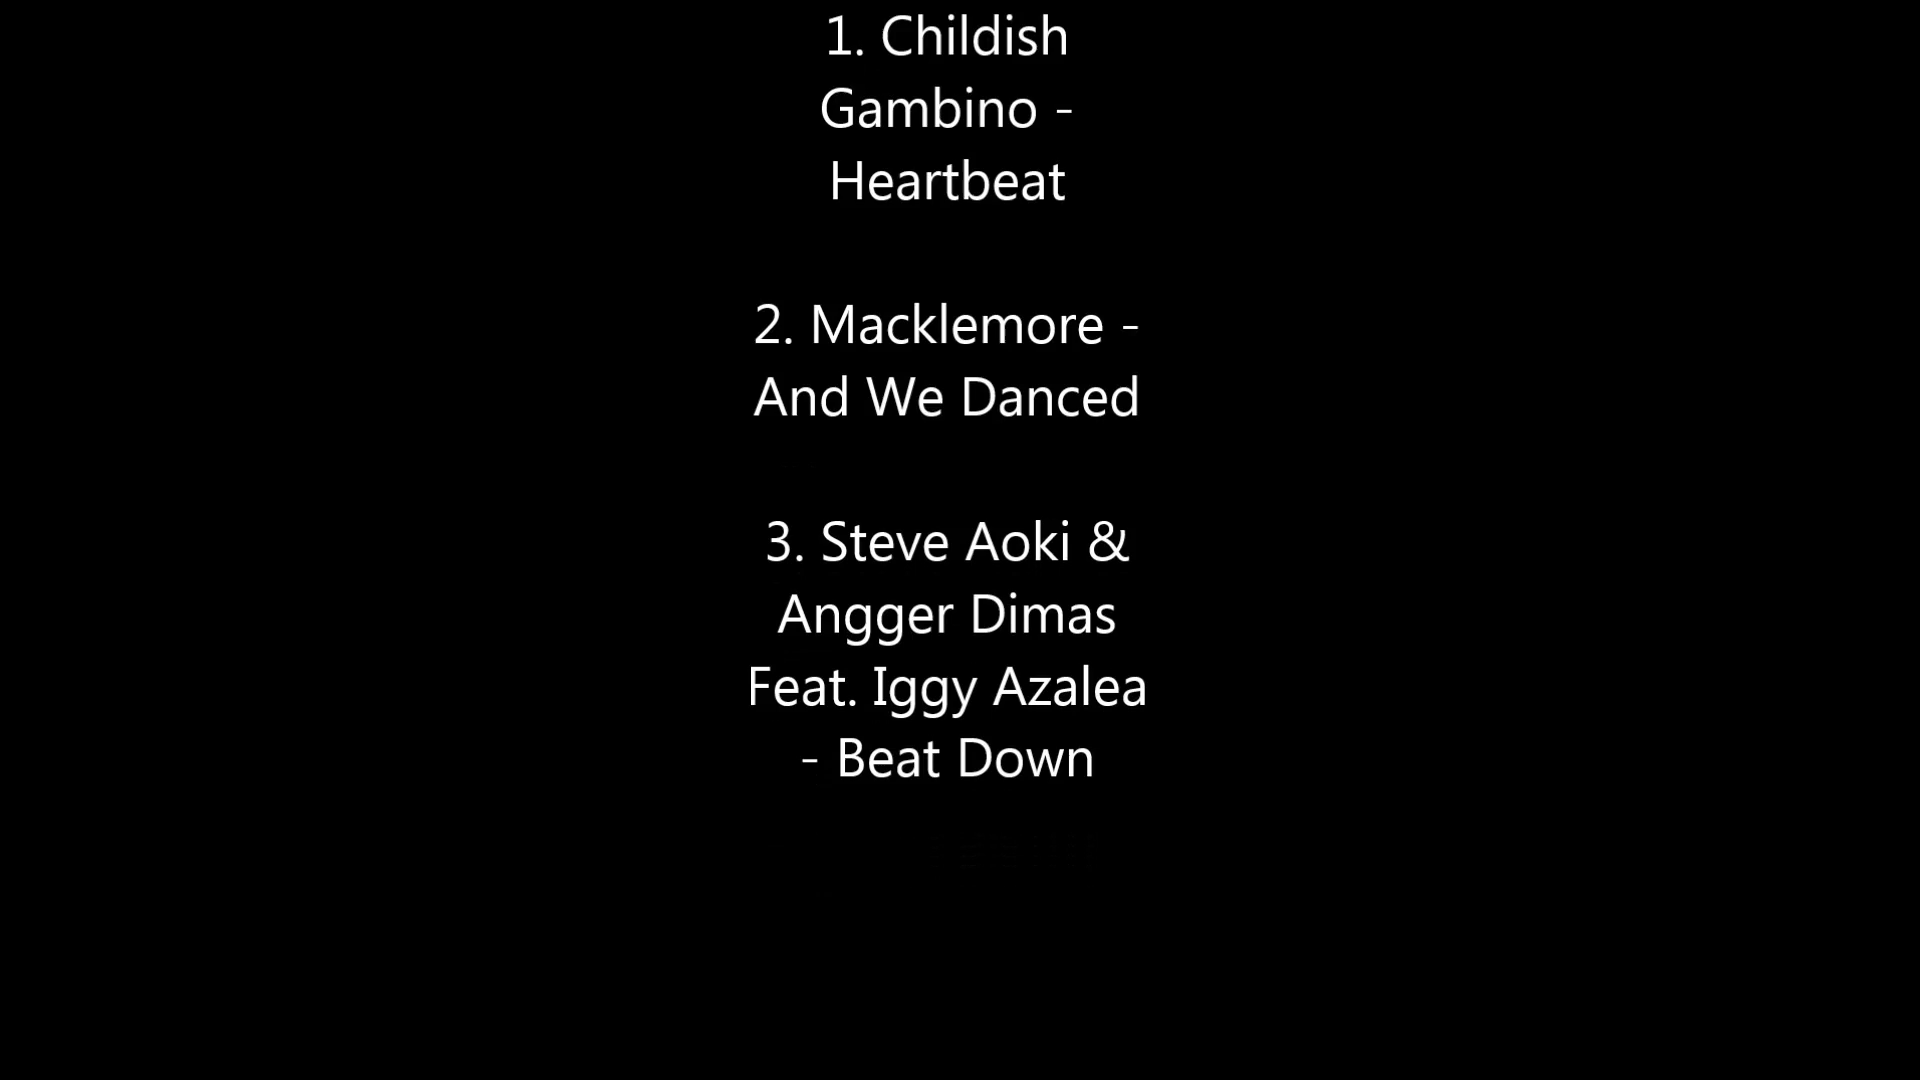 1. Childish
Gambino -
Heartbeat
2. Macklemore -
And We Danced
3. Steve Aoki &
Angger Dimas
Feat. Iggy Azalea
- Beat Down